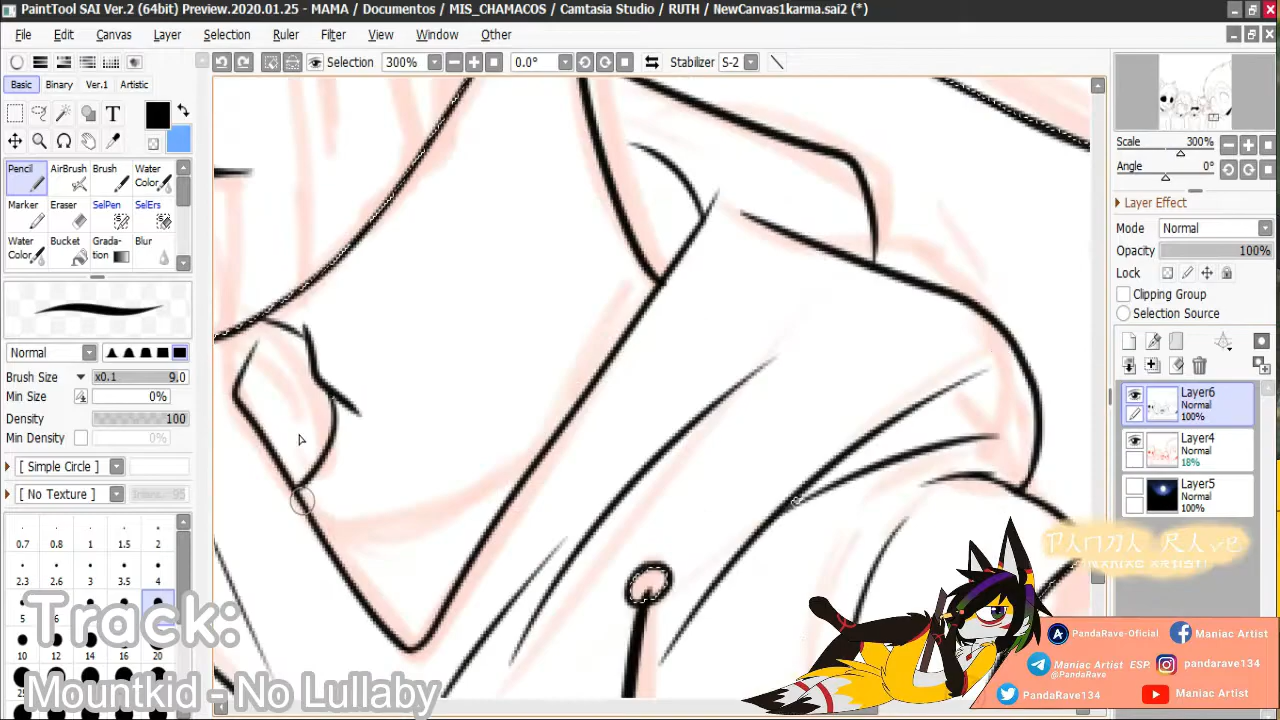 PaintTool SAI Ver.2 (64bit) Preview.2020.01.25 - MAMA / Documentos / MIS_CHAMACOS / Camtasia Studio / RUTH / NewCanvas1karma.sai2 (*)
File Edit Canvas Layer Selection Ruler Filter View Window Other
Selection 300% 0.0° Stabilizer S-2
Basic Binary Ver.1 Artistic
T
Pencil AirBrush Brush Water Color
Marker Eraser SelPen SelErs
Water Color Bucket Grada-tion Blur
Normal
Brush Size x0.1 9.0
Min Size 0%
Density 100
Min Density 0%
[ Simple Circle ]
[ No Texture ] 95
0.7 0.8 1 1.5 2
2.3 2.6 3 3.5 4
5 6
10 12 14 16 20
Scale 300%
Angle 0°
Layer Effect
Mode Normal
Opacity 100%
Lock
Clipping Group
Selection Source
Layer6
Normal
100%
Layer4
Normal
18%
Layer5
Normal
100%
MANIAC ARTIST!
PandaRave-Oficial Maniac Artist
Maniac Artist ESP pandarave134
@PandaRave
PandaRave134 Maniac Artist
Track:
Mountkid - No Lullaby